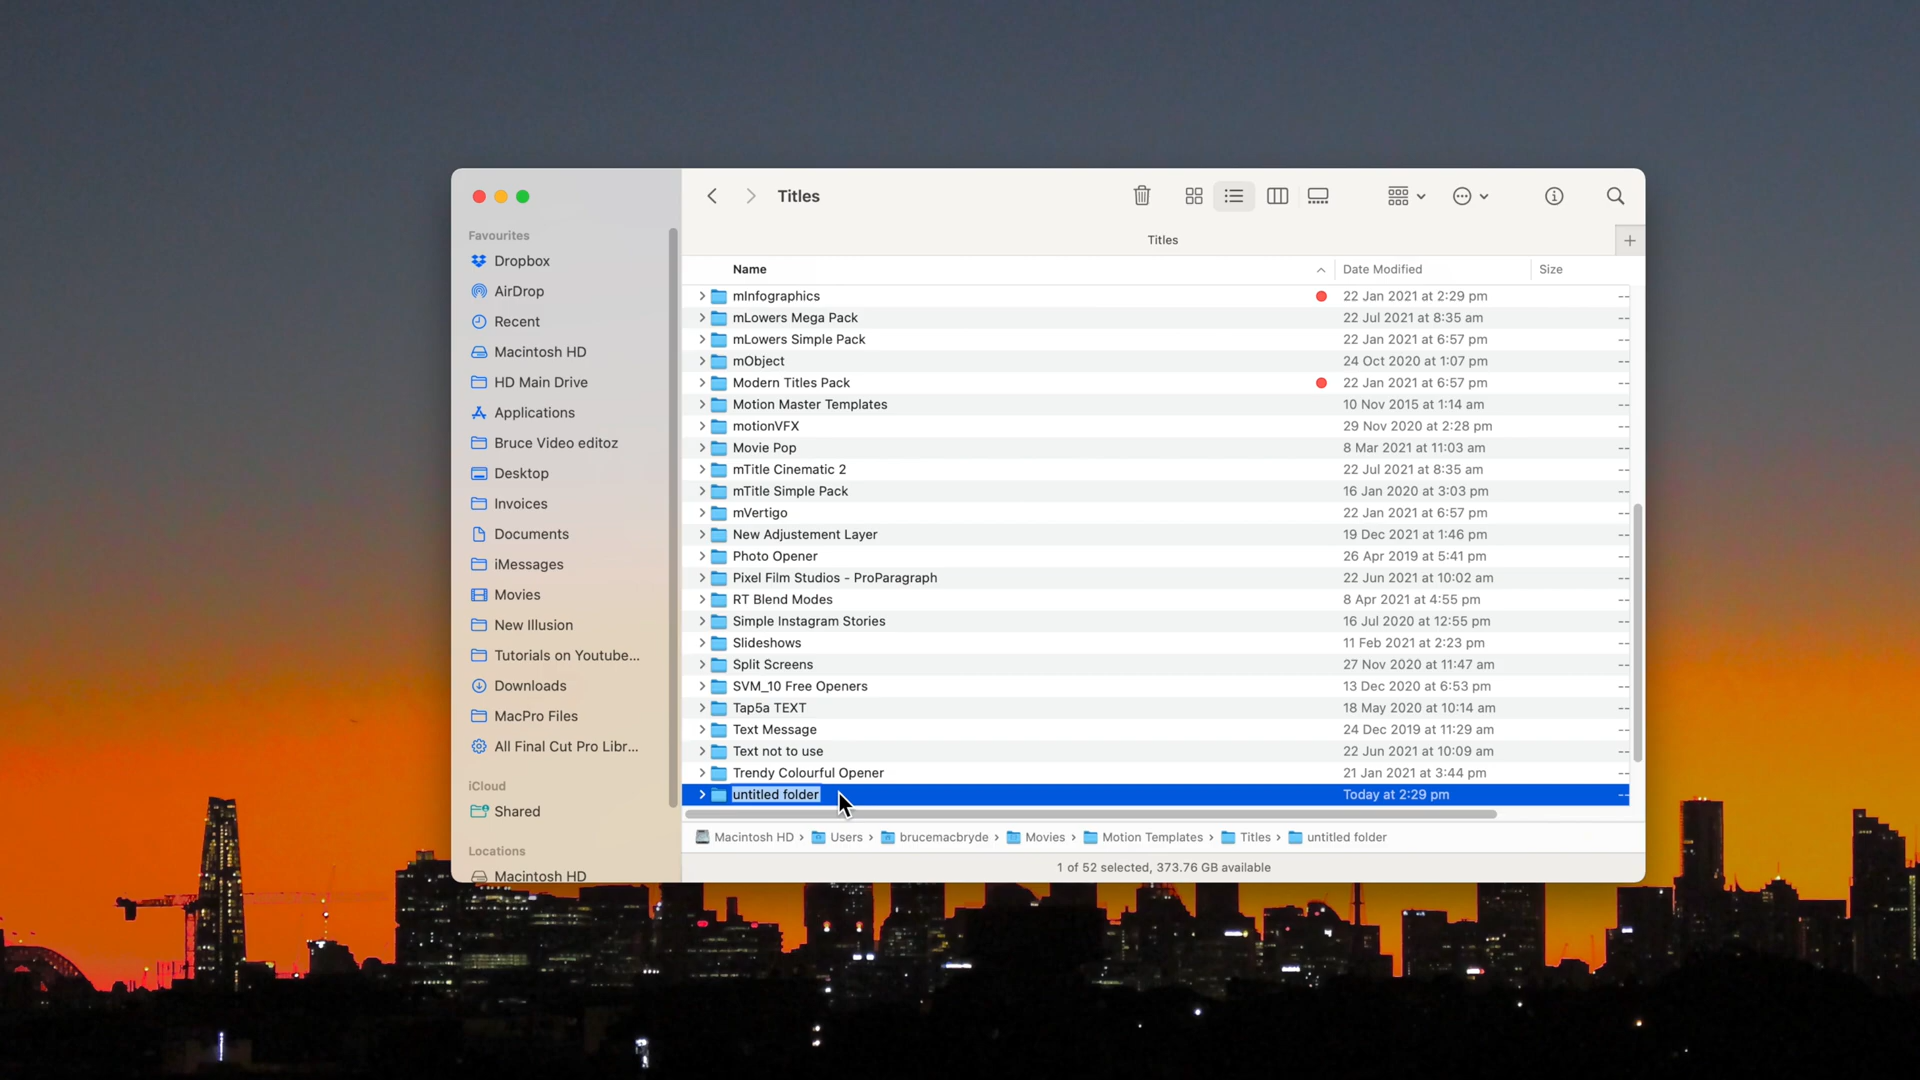 Titles
Titles
Favourites
Dropbox
AirDrop
Recent
Macintosh HD
HD Main Drive
Applications
Bruce Video editoz
Desktop
Invoices
Documents
iMessages
Movies
New Illusion
Tutorials on Youtube...
Downloads
MacPro Files
All Final Cut Pro Libr...
iCloud
Shared
Locations
Macintosh HD
Name Date Modified Size
mInfographics 22 Jan 2021 at 2:29 pm --
mLowers Mega Pack 22 Jul 2021 at 8:35 am --
mLowers Simple Pack 22 Jan 2021 at 6:57 pm --
mObject 24 Oct 2020 at 1:07 pm --
Modern Titles Pack 22 Jan 2021 at 6:57 pm --
Motion Master Templates 10 Nov 2015 at 1:14 am --
motionVFX 29 Nov 2020 at 2:28 pm --
Movie Pop 8 Mar 2021 at 11:03 am --
mTitle Cinematic 2 22 Jul 2021 at 8:35 am --
mTitle Simple Pack 16 Jan 2020 at 3:03 pm --
mVertigo 22 Jan 2021 at 6:57 pm --
New Adjustement Layer 19 Dec 2021 at 1:46 pm --
Photo Opener 26 Apr 2019 at 5:41 pm --
Pixel Film Studios - ProParagraph 22 Jun 2021 at 10:02 am --
RT Blend Modes 8 Apr 2021 at 4:55 pm --
Simple Instagram Stories 16 Jul 2020 at 12:55 pm --
Slideshows 11 Feb 2021 at 2:23 pm --
Split Screens 27 Nov 2020 at 11:47 am --
SVM_10 Free Openers 13 Dec 2020 at 6:53 pm --
Tap5a TEXT 18 May 2020 at 10:14 am --
Text Message 24 Dec 2019 at 11:29 am --
Text not to use 22 Jun 2021 at 10:09 am --
Trendy Colourful Opener 21 Jan 2021 at 3:44 pm --
untitled folder Today at 2:29 pm --
Macintosh HD › Users › brucemacbryde › Movies › Motion Templates › Titles › untitled folder
1 of 52 selected, 373.76 GB available